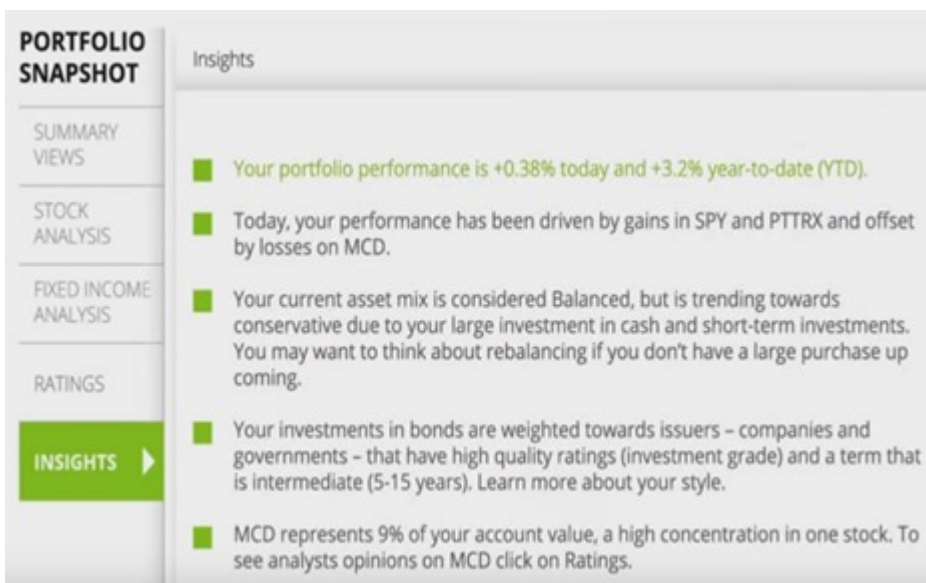 PORTFOLIO
SNAPSHOT
SUMMARY
VIEWS
STOCK
ANALYSIS
FIXED INCOME
ANALYSIS
RATINGS
INSIGHTS
Insights
Your portfolio performance is +0.38% today and +3.2% year-to-date (YTD).
Today, your performance has been driven by gains in SPY and PTTRX and offset
by losses on MCD.
Your current asset mix is considered Balanced, but is trending towards
conservative due to your large investment in cash and short-term investments.
You may want to think about rebalancing if you don't have a large purchase up
coming.
Your investments in bonds are weighted towards issuers – companies and
governments – that have high quality ratings (investment grade) and a term that
is intermediate (5-15 years). Learn more about your style.
MCD represents 9% of your account value, a high concentration in one stock. To
see analysts opinions on MCD click on Ratings.